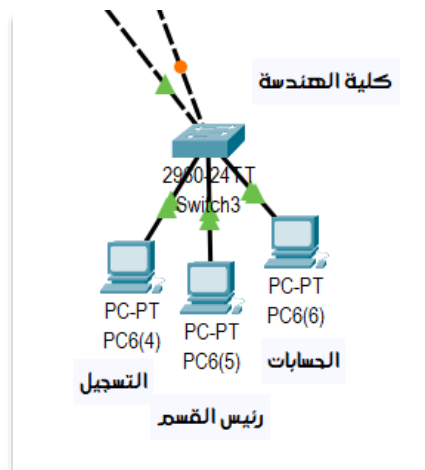 كلية الهندسة
2960-24TT
Switch3
PC-PT
PC6(4)
التسجيل
PC-PT
PC6(5)
رئيس القسم
PC-PT
PC6(6)
الحسابات